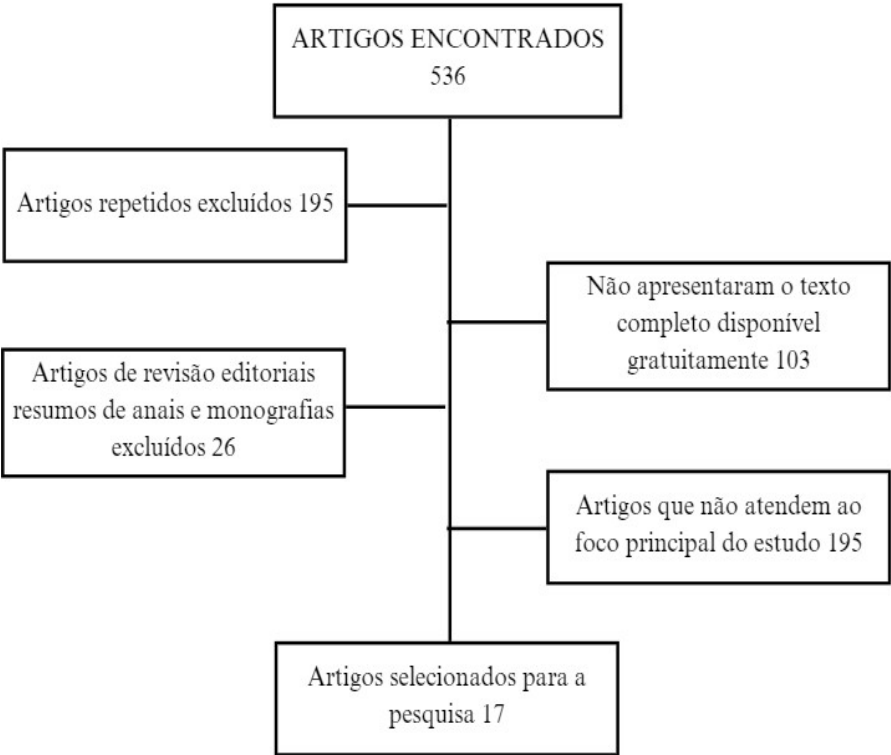 ARTIGOS ENCONTRADOS
536
Artigos repetidos excluídos 195
Não apresentaram o texto
completo disponível
gratuitamente 103
Artigos de revisão editoriais
resumos de anais e monografias
excluídos 26
Artigos que não atendem ao
foco principal do estudo 195
Artigos selecionados para a
pesquisa 17